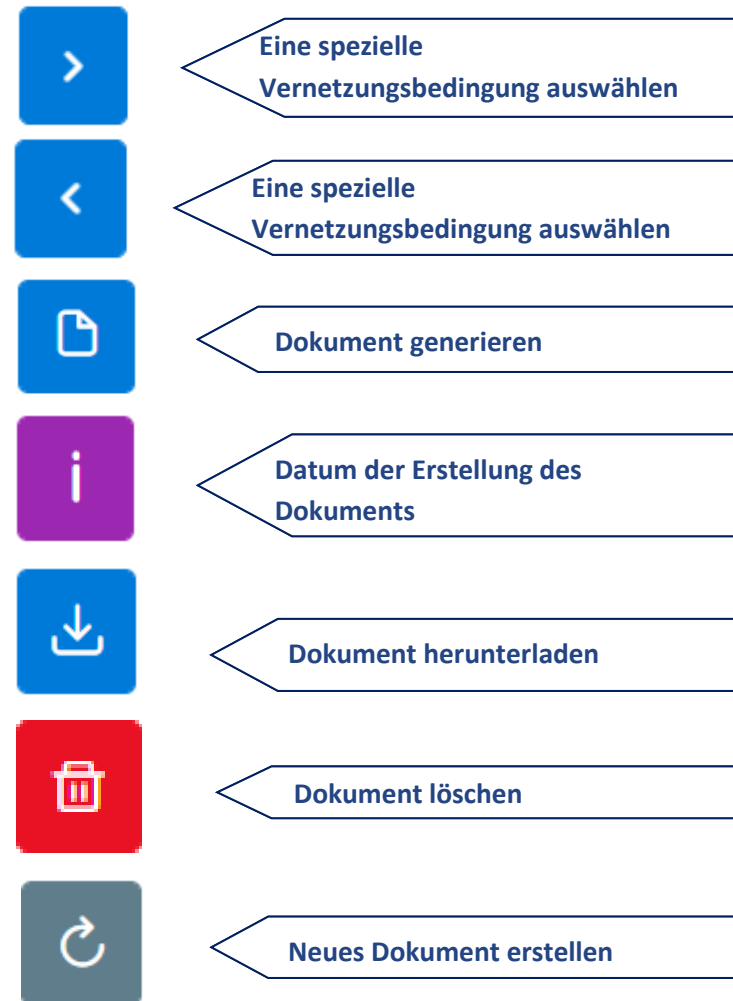 Eine spezielle
Vernetzungsbedingung auswählen
Eine spezielle
Vernetzungsbedingung auswählen
Dokument generieren
i
Datum der Erstellung des
Dokuments
Dokument herunterladen
Dokument löschen
Neues Dokument erstellen